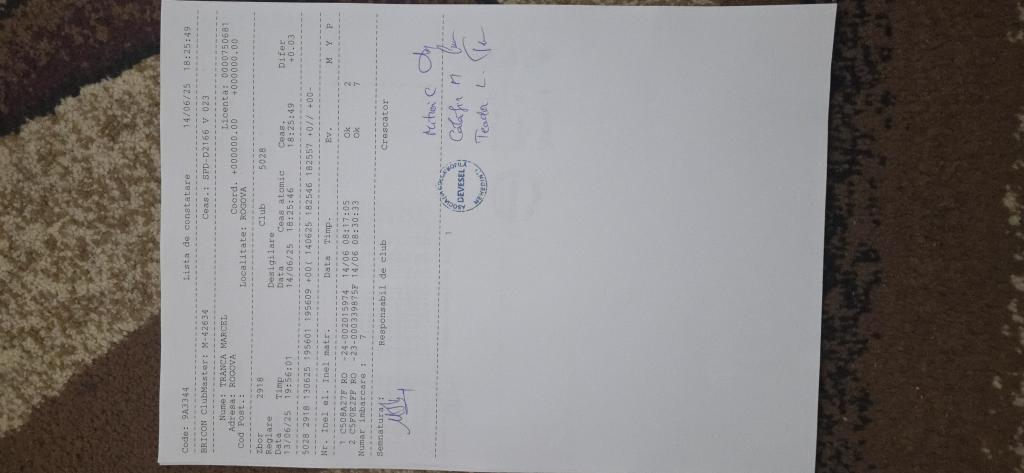 Code: 9A3344 Lista de constatare 14/06/25 18:25:49
BRICON ClubMaster: M-42634 Ceas.: SPD-D2166 V 023
Nume: TRANCA MARCEL Licenta: 0000750681
Adresa: ROGOVA Coord. +000000.00 +000000.00
Cod Post.: Localitate: ROGOVA
Zbor 2918 Club 5028
Reglare Desigilare
Data Timp Data Ceas atomic Ceas. Difer
13/06/25 19:56:01 14/06/25 18:25:46 18:25:49 +0.03
5028 2918 130625 195601 195609 +00( 140625 182546 182557 +0// +00-
Nr. Inel el. Inel matr. Data Timp. Ev. M Y P
1 C508A27F RO -24-002015974 14/06 08:17:05 Ok 2
2 RO -23-000339875F 14/06 08:30:33 Ok 7
Numar imbarcare : 7
Semnatura: Responsabil de club Crescator
DEVESEL
1
Teador L.